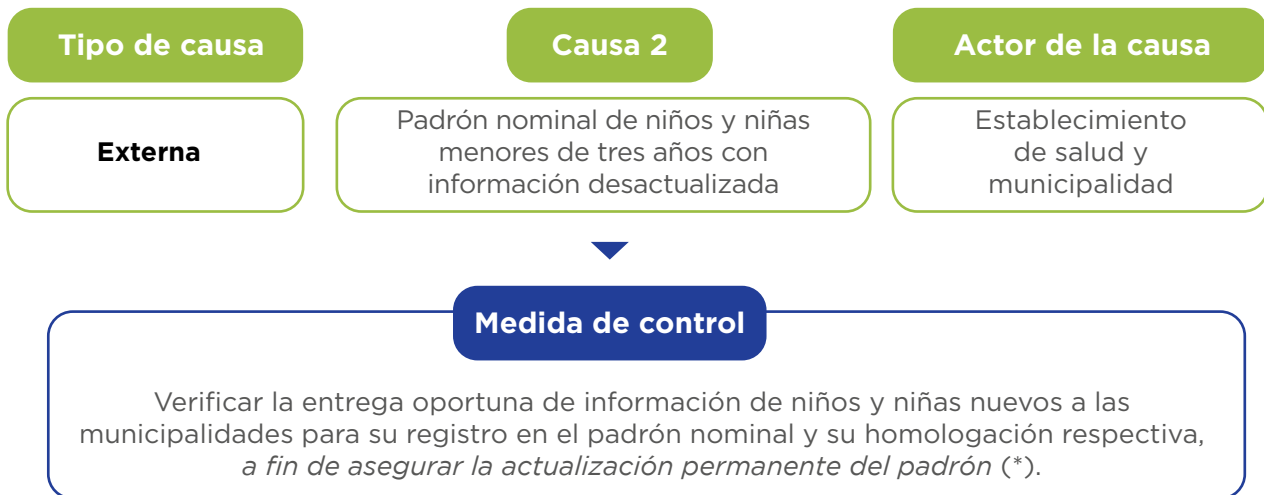 Tipo de causa
Causa 2
Actor de la causa
Externa
Padrón nominal de niños y niñas
menores de tres años con
información desactualizada
Establecimiento
de salud y
municipalidad
Medida de control
Verificar la entrega oportuna de información de niños y niñas nuevos a las
municipalidades para su registro en el padrón nominal y su homologación respectiva,
a fin de asegurar la actualización permanente del padrón (*).